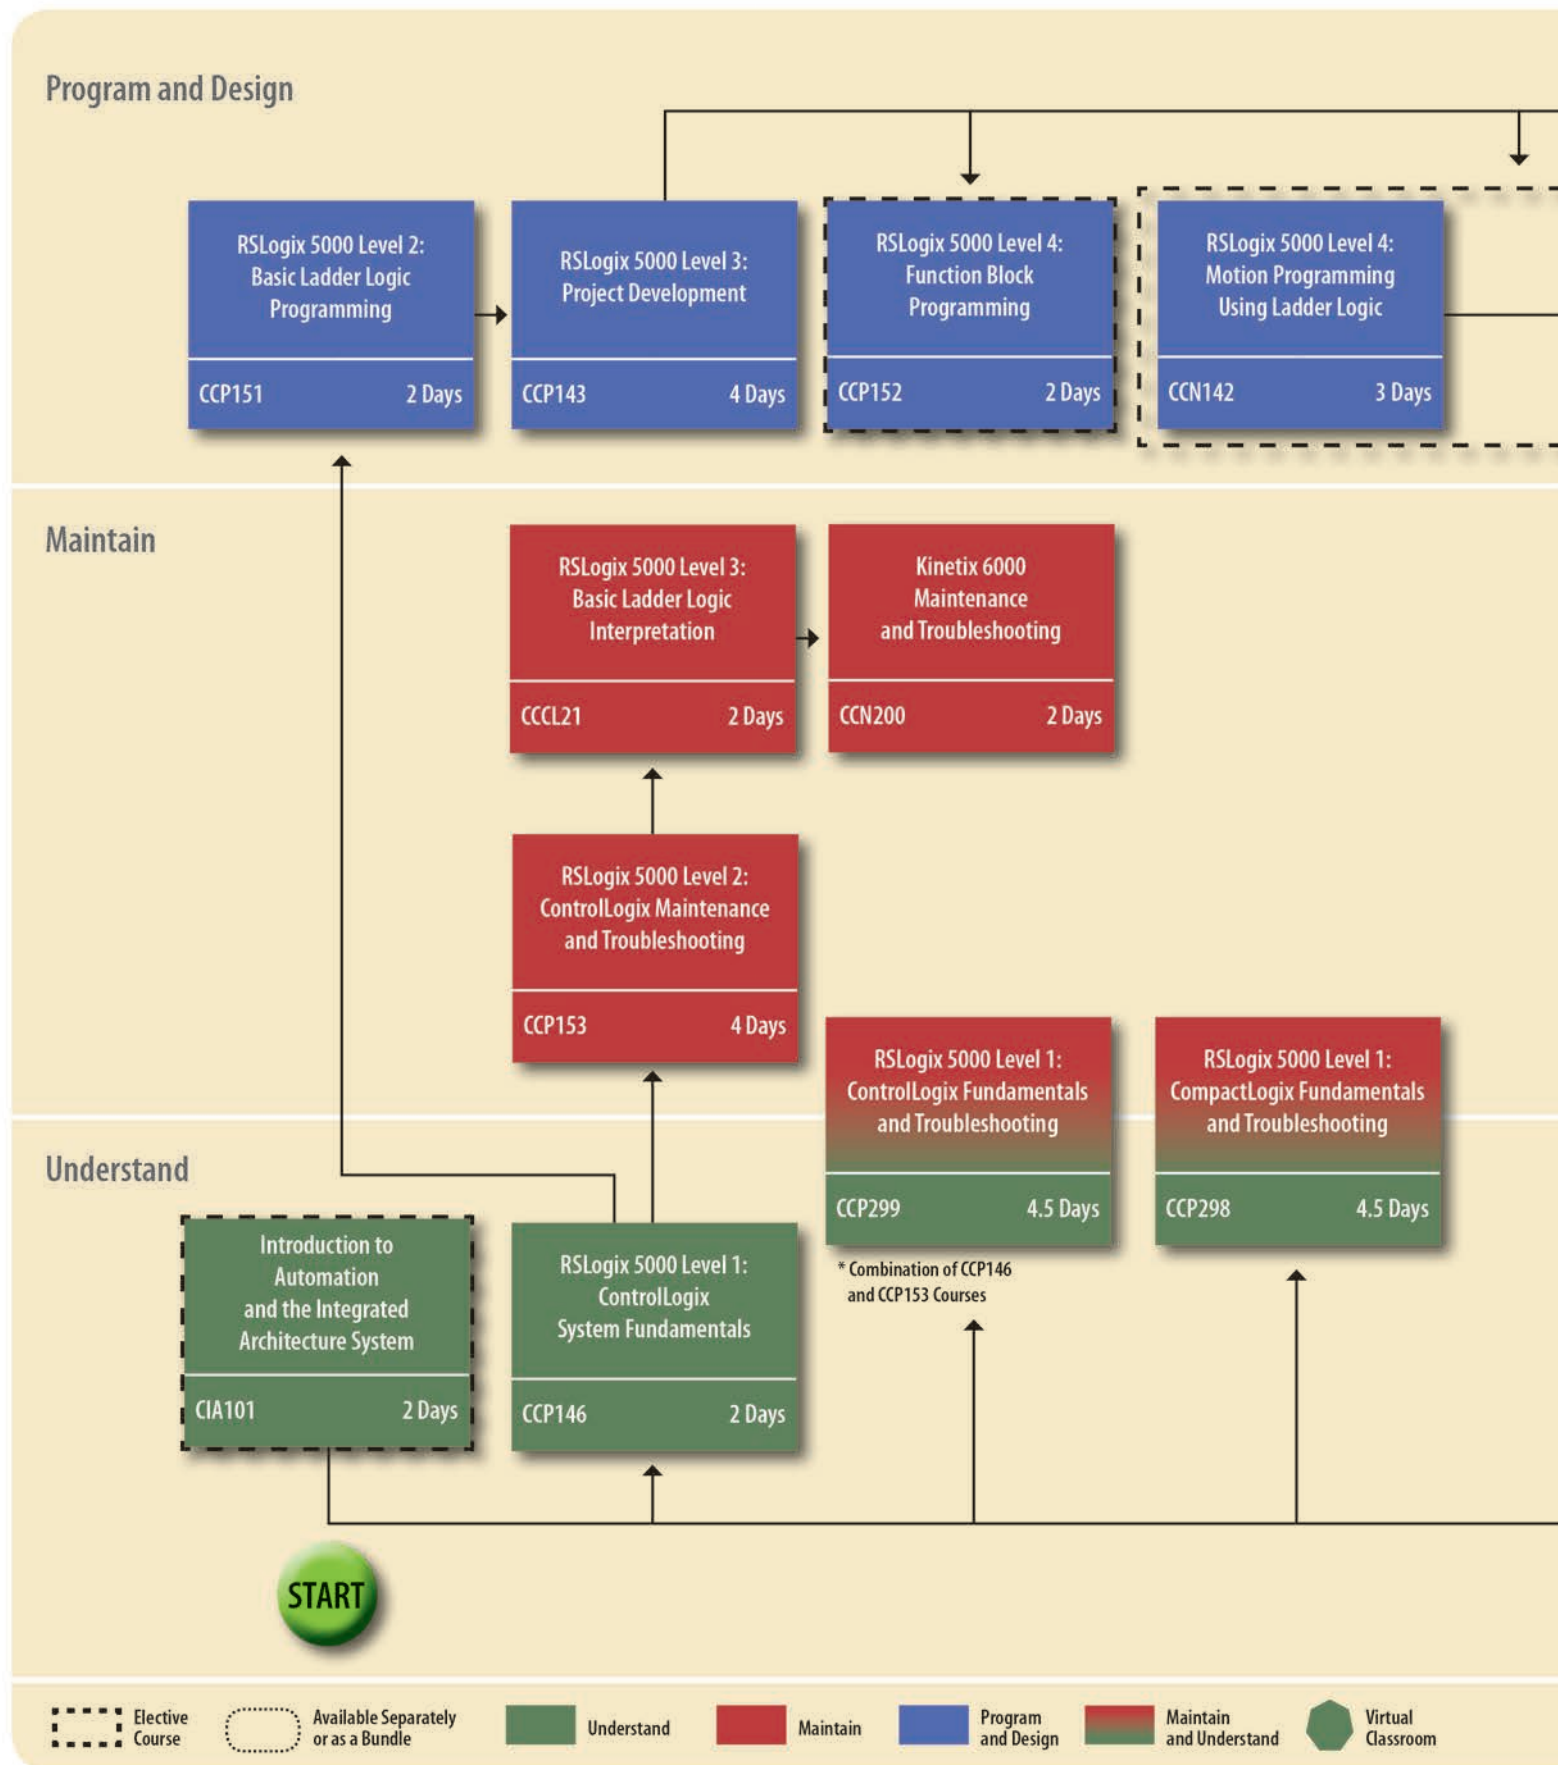 Program and Design
RSLogix 5000 Level 2:
Basic Ladder Logic
Programming
CCP151 2 Days
RSLogix 5000 Level 3:
Project Development
CCP143 4 Days
RSLogix 5000 Level 4:
Function Block
Programming
CCP152 2 Days
RSLogix 5000 Level 4:
Motion Programming
Using Ladder Logic
CCN142 3 Days
Maintain
RSLogix 5000 Level 3:
Basic Ladder Logic
Interpretation
CCCL21 2 Days
Kinetix 6000
Maintenance
and Troubleshooting
CCN200 2 Days
RSLogix 5000 Level 2:
ControlLogix Maintenance
and Troubleshooting
CCP153 4 Days
RSLogix 5000 Level 1:
ControlLogix Fundamentals
and Troubleshooting
CCP299 4.5 Days
* Combination of CCP146
and CCP153 Courses
RSLogix 5000 Level 1:
CompactLogix Fundamentals
and Troubleshooting
CCP298 4.5 Days
Understand
Introduction to
Automation
and the Integrated
Architecture System
CIA101 2 Days
RSLogix 5000 Level 1:
ControlLogix
System Fundamentals
CCP146 2 Days
START
Elective
Course
Available Separately
or as a Bundle
Understand
Maintain
Program
and Design
Maintain
and Understand
Virtual
Classroom